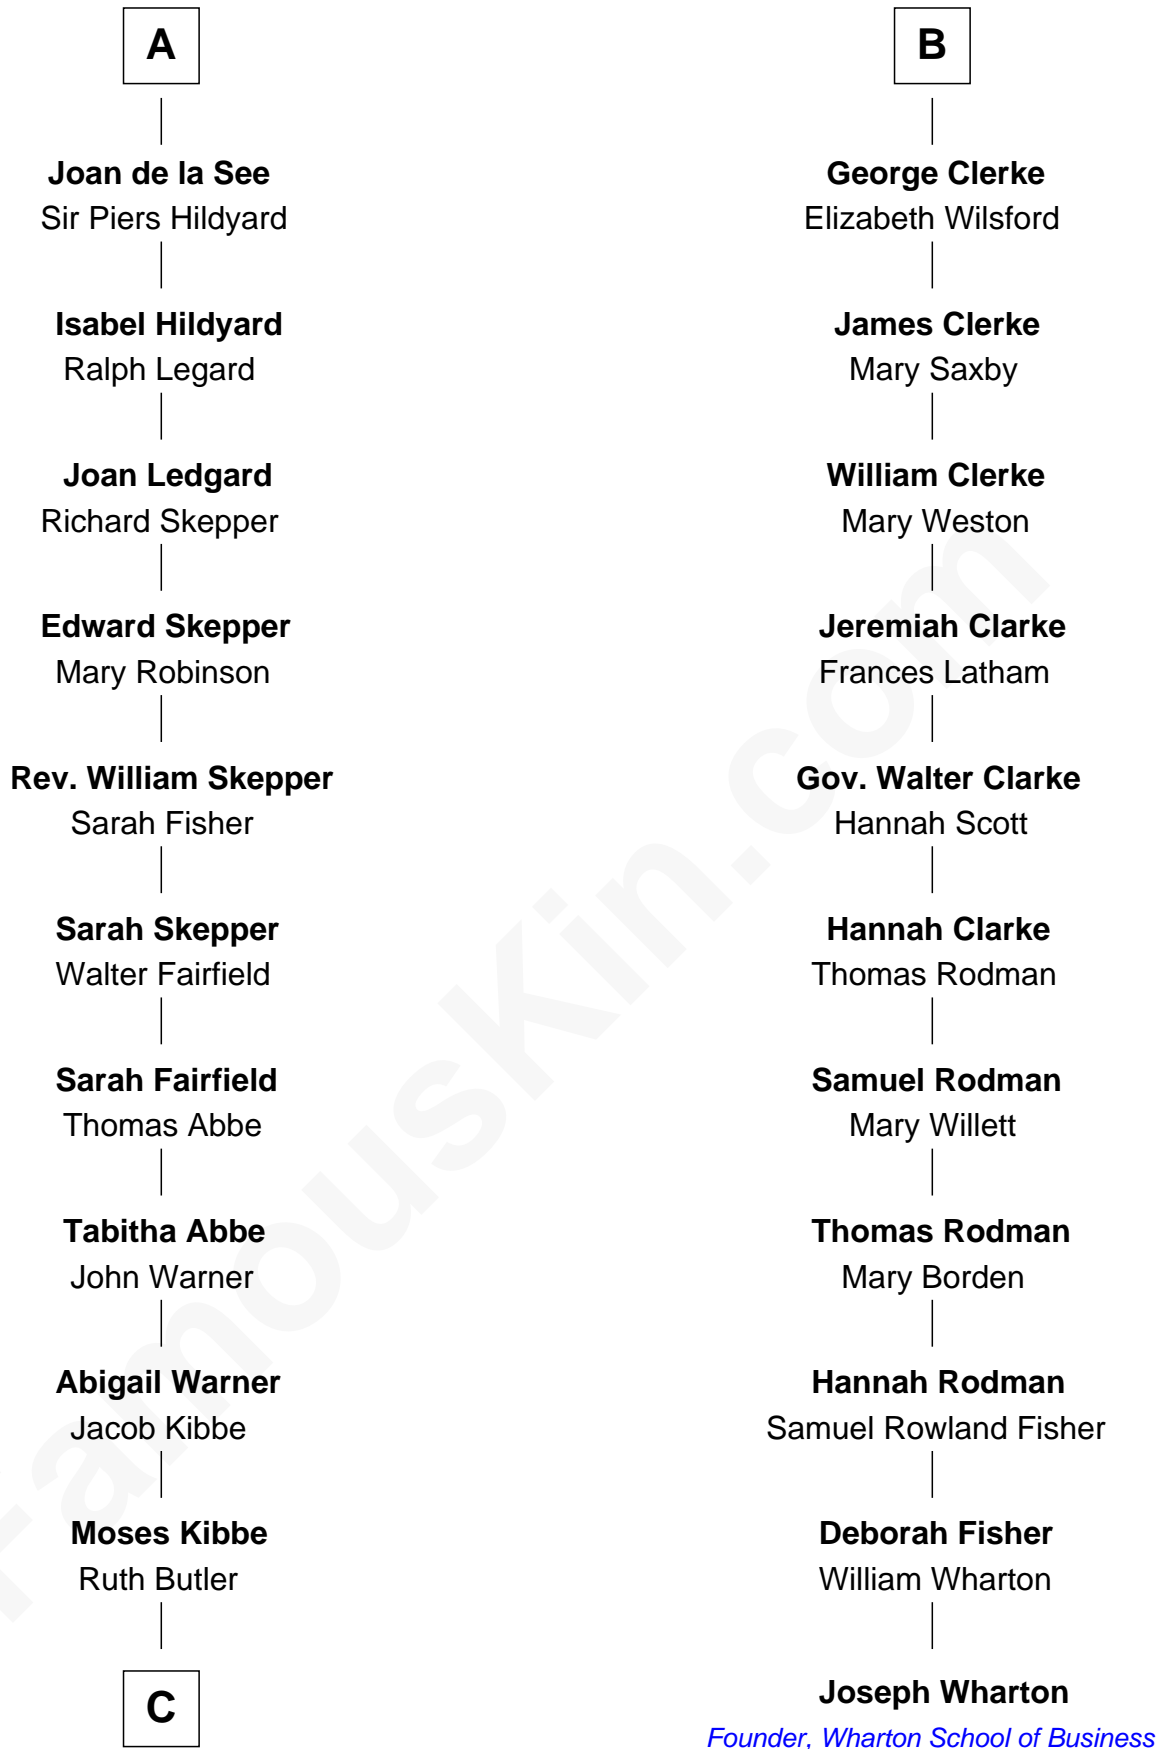 A
Joan de la See
Sir Piers Hildyard
Isabel Hildyard
Ralph Legard
Joan Ledgard
Richard Skepper
Edward Skepper
Mary Robinson
Rev. William Skepper
Sarah Fisher
Sarah Skepper
Walter Fairfield
Sarah Fairfield
Thomas Abbe
Tabitha Abbe
John Warner
Abigail Warner
Jacob Kibbe
Moses Kibbe
Ruth Butler
C
B
George Clerke
Elizabeth Wilsford
James Clerke
Mary Saxby
William Clerke
Mary Weston
Jeremiah Clarke
Frances Latham
Gov. Walter Clarke
Hannah Scott
Hannah Clarke
Thomas Rodman
Samuel Rodman
Mary Willett
Thomas Rodman
Mary Borden
Hannah Rodman
Samuel Rowland Fisher
Deborah Fisher
William Wharton
Joseph Wharton
Founder, Wharton School of Business
FamousKin.com